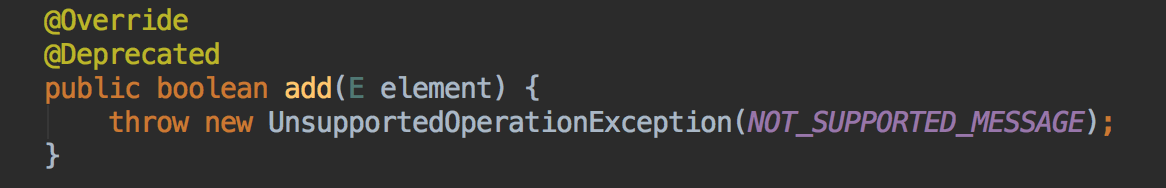 @Override
@Deprecated
public boolean add(E element) {
    throw new UnsupportedOperationException(NOT_SUPPORTED_MESSAGE);
}